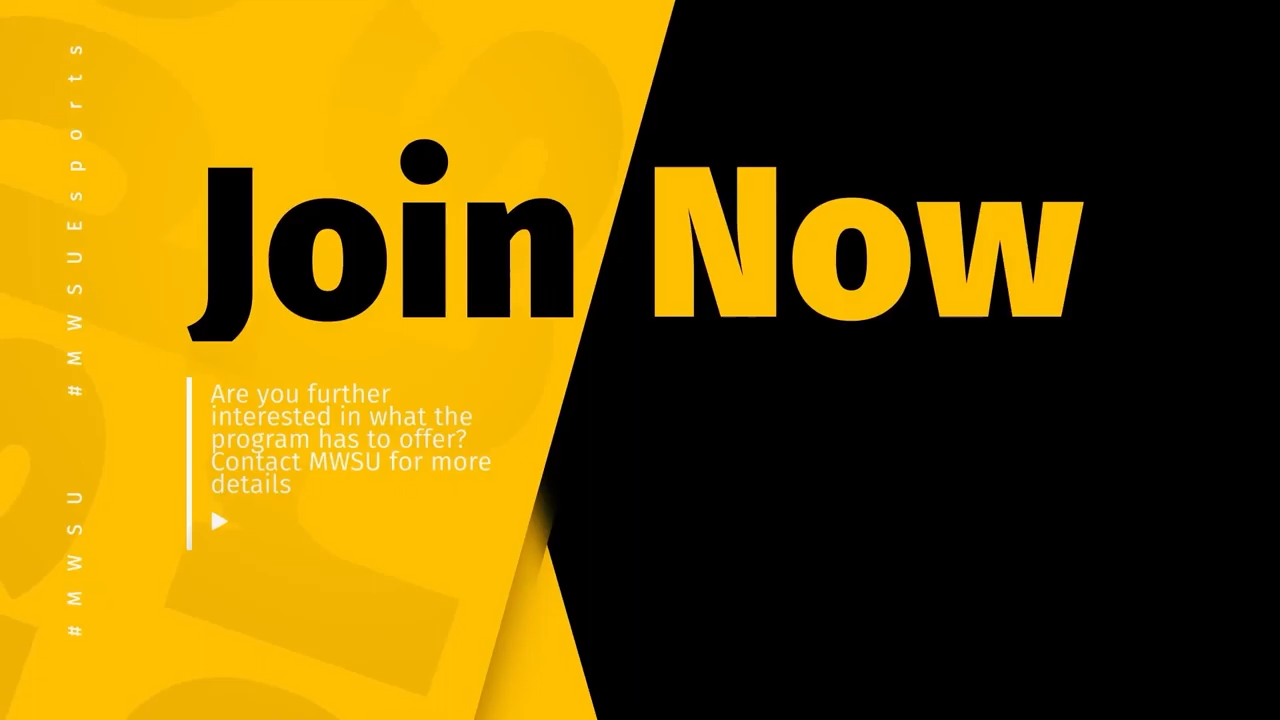 #MWSU #MWSUEsports
Join Now
Are you further
interested in what the
program has to offer?
Contact MWSU for more
details